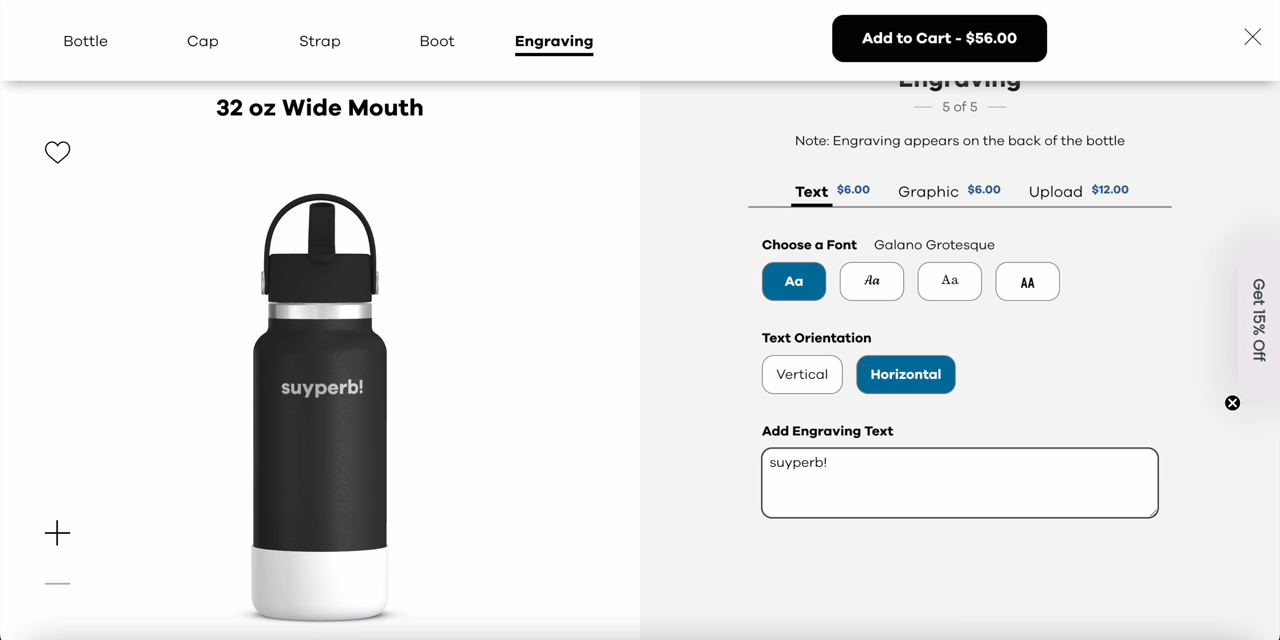 Bottle
Cap
Strap
Boot
Engraving
Add to Cart - $56.00
32 oz Wide Mouth
Engraving
5 of 5
Note: Engraving appears on the back of the bottle
Text $6.00
Graphic $6.00
Upload $12.00
Choose a Font Galano Grotesque
Aa
Aa
Aa
AA
Text Orientation
Vertical
Horizontal
Add Engraving Text
suyperb!
suyperb!
Get 15% Off